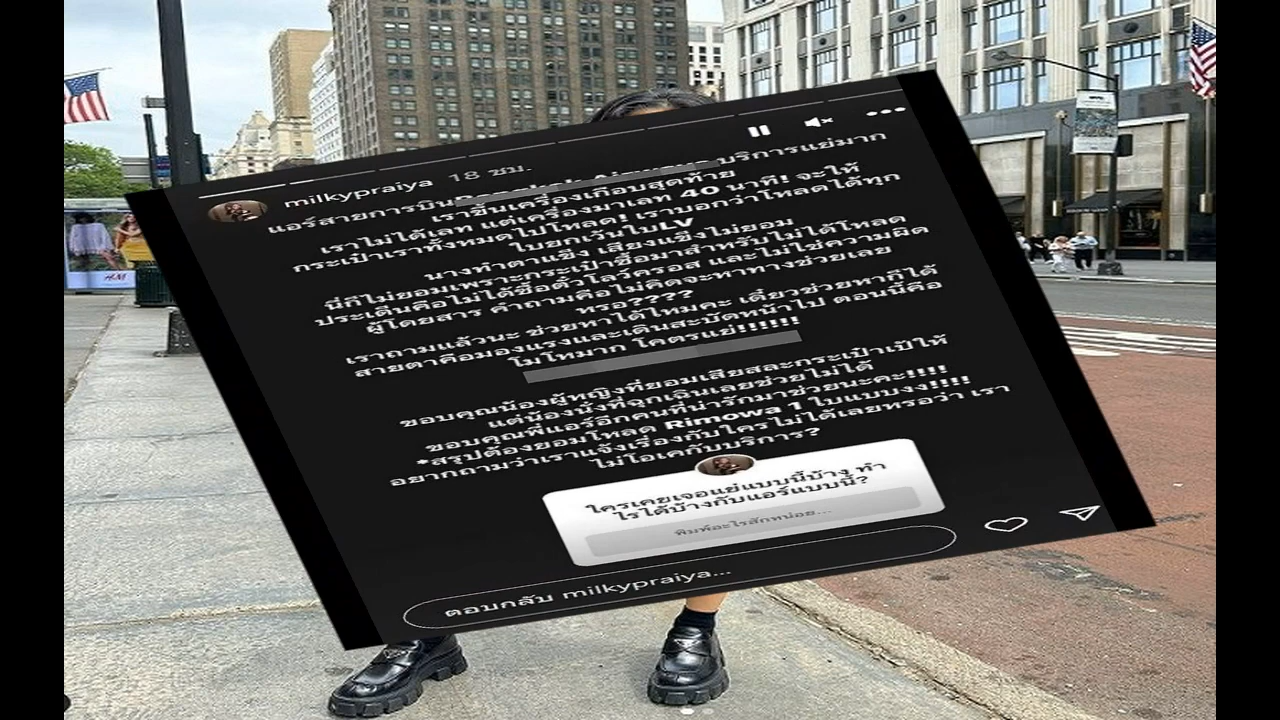 milkypraiya 18 ชม.
แอร์สายการบินBangkok Airways บริการแย่มาก
เราขึ้นเครื่องเกือบสุดท้าย
เราไม่ได้เลท แต่เครื่องมาเลท 40 นาที! จะให้
กระเป๋าเราทั้งหมดไปโหลด! เราบอกว่าโหลดได้ทุก
ใบยกเว้นใบLV
นางทำตาแข็ง เสียงแข็งไม่ยอม
นี่ก็ไม่ยอมเพราะกระเป๋าซื้อมาสำหรับไม่ได้โหลด
ประเด็นคือไม่ได้ซื้อตั๋วโลว์ครอส และไม่ใช่ความผิด
ผู้โดยสาร คำถามคือไม่คิดจะหาทางช่วยเลย
หรอ????
เราถามแล้วนะ ช่วยหาได้ไหมคะ เดี๋ยวช่วยหาก็ได้
สายตาคือมองแรงและเดินสะบัดหน้าไป ตอนนี้คือ
โมโหมาก โคตรแย่!!!!!!
ขอบคุณน้องผู้หญิงที่ยอมเสียสละกระเป๋าเป้ให้
แต่น้องนั่งที่ฉุกเฉินเลยช่วยไม่ได้
ขอบคุณพี่แอร์อีกคนที่น่ารักมาช่วยนะคะ!!!!
*สรุปต้องยอมโหลด Rimowa 1 ใบแบบงง!!!!
อยากถามว่าเราแจ้งเรื่องกับใครไม่ได้เลยหรอว่า เรา
ไม่โอเคกับบริการ?
ใครเคยเจอแย่แบบนี้บ้าง ทำ
ไรได้บ้างกับแอร์แบบนี้?
พิมพ์อะไรสักหน่อย...
ตอบกลับ milkypraiya...
H&M